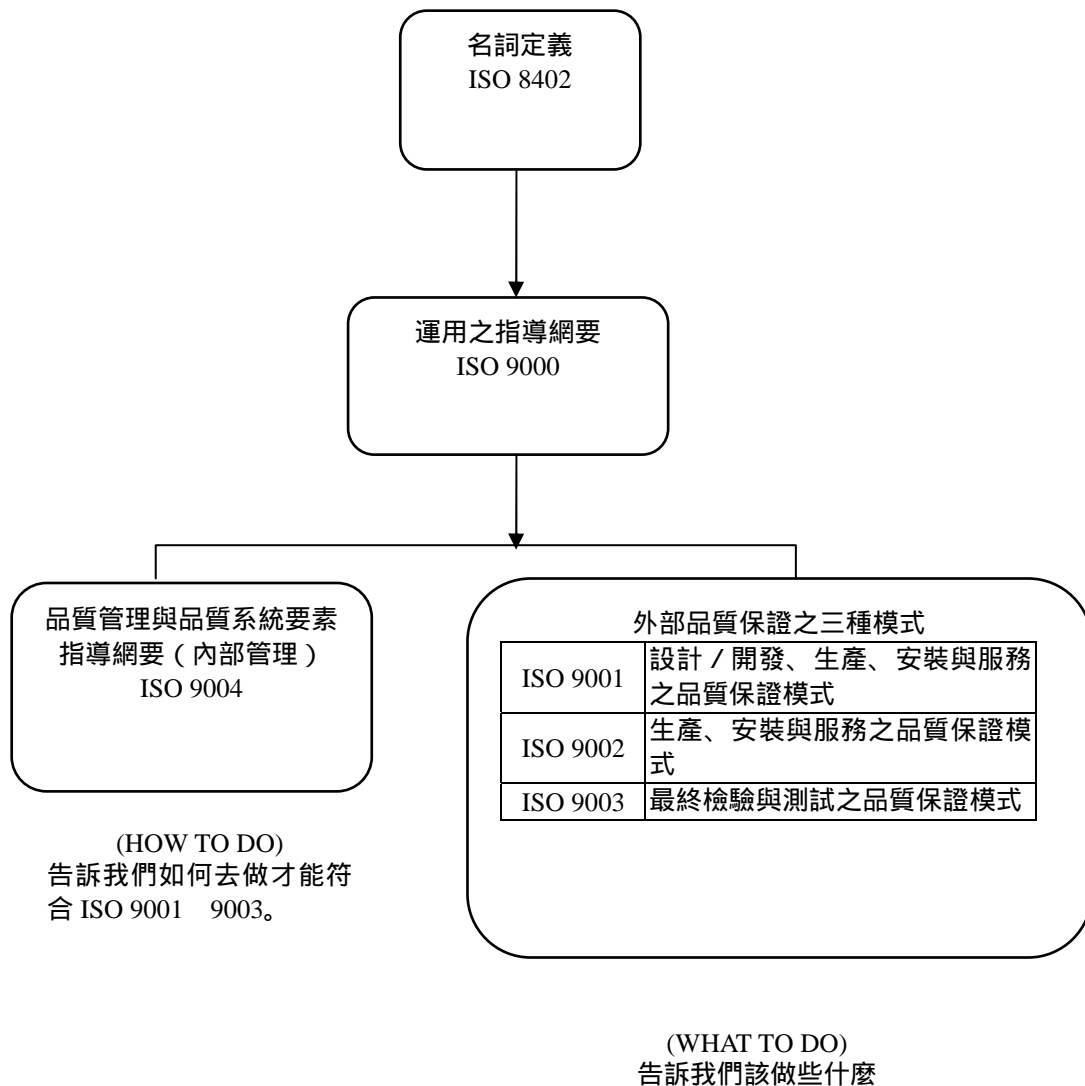 名詞定義
ISO 8402
運用之指導網要
ISO 9000
品質管理與品質系統要素
指導網要（內部管理）
ISO 9004
(HOW TO DO)
告訴我們如何去做才能符
合 ISO 9001　9003。
外部品質保證之三種模式
ISO 9001
設計／開發、生產、安裝與服務
之品質保證模式
ISO 9002
生產、安裝與服務之品質保證模
式
ISO 9003
最終檢驗與測試之品質保證模式
(WHAT TO DO)
告訴我們該做些什麼